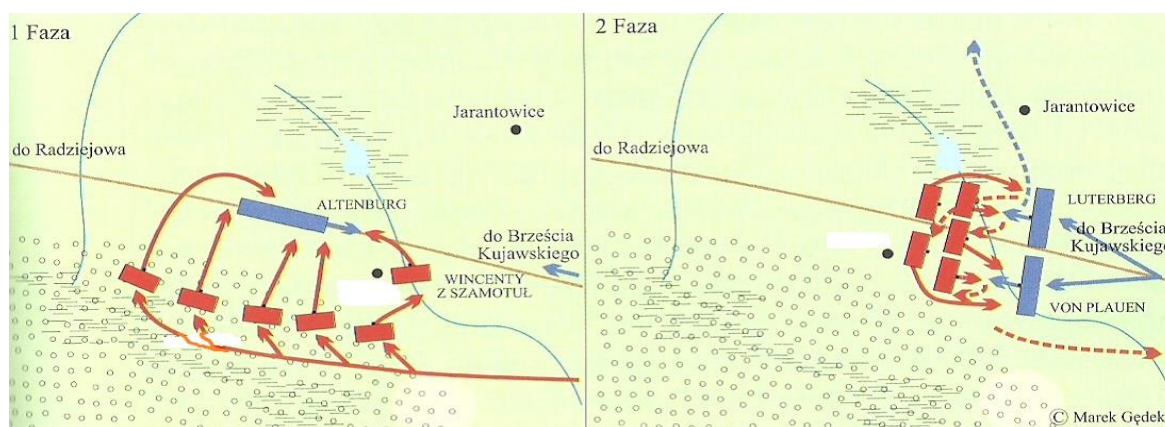 1 Faza
Jarantowice
do Radziejowa
ALTENBURG
do Brześcia
Kujawskiego
WINCENTY
Z SZAMOTUŁ
2 Faza
Jarantowice
do Radziejowa
LUTERBERG
do Brześcia
Kujawskiego
VON PLAUEN
© Marek Gędek